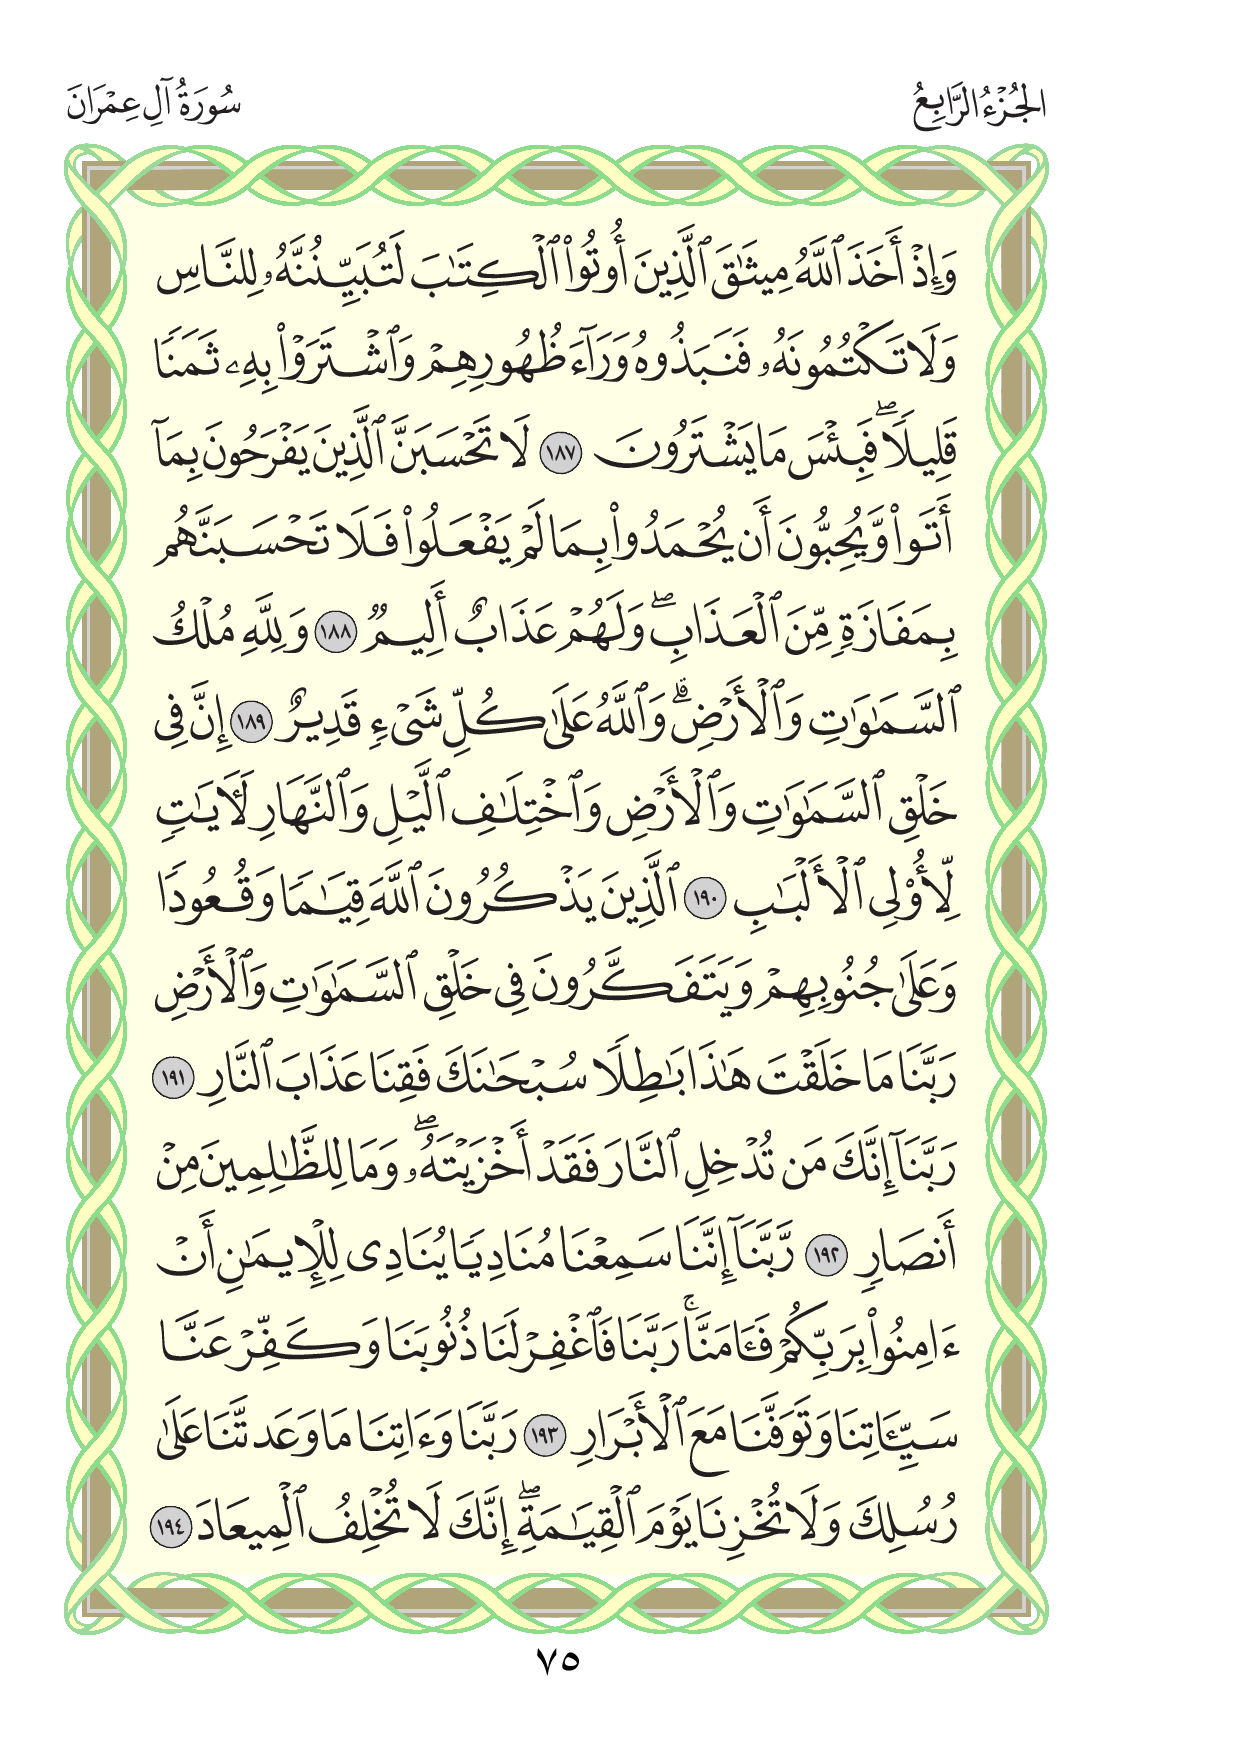 الجُزْءُ الرَّابِعُ
سُورَةُ آلِ عِمْرَانَ
وَإِذْ أَخَذَ ٱللَّهُ مِيثَٰقَ ٱلَّذِينَ أُوتُوا۟ ٱلْكِتَٰبَ لَتُبَيِّنُنَّهُۥ لِلنَّاسِ
وَلَا تَكْتُمُونَهُۥ فَنَبَذُوهُ وَرَآءَ ظُهُورِهِمْ وَٱشْتَرَوْا۟ بِهِۦ ثَمَنًا
قَلِيلًا ۖ فَبِئْسَ مَا يَشْتَرُونَ ١٨٧ لَا تَحْسَبَنَّ ٱلَّذِينَ يَفْرَحُونَ بِمَآ
أَتَوا۟ وَّيُحِبُّونَ أَن يُحْمَدُوا۟ بِمَا لَمْ يَفْعَلُوا۟ فَلَا تَحْسَبَنَّهُم
بِمَفَازَةٍ مِّنَ ٱلْعَذَابِ ۖ وَلَهُمْ عَذَابٌ أَلِيمٌ ١٨٨ وَلِلَّهِ مُلْكُ
ٱلسَّمَٰوَٰتِ وَٱلْأَرْضِ ۗ وَٱللَّهُ عَلَىٰ كُلِّ شَىْءٍ قَدِيرٌ ١٨٩ إِنَّ فِى
خَلْقِ ٱلسَّمَٰوَٰتِ وَٱلْأَرْضِ وَٱخْتِلَٰفِ ٱلَّيْلِ وَٱلنَّهَارِ لَـَٔايَٰتٍ
لِّأُو۟لِى ٱلْأَلْبَٰبِ ١٩٠ ٱلَّذِينَ يَذْكُرُونَ ٱللَّهَ قِيَٰمًا وَقُعُودًا
وَعَلَىٰ جُنُوبِهِمْ وَيَتَفَكَّرُونَ فِى خَلْقِ ٱلسَّمَٰوَٰتِ وَٱلْأَرْضِ
رَبَّنَا مَا خَلَقْتَ هَٰذَا بَٰطِلًا سُبْحَٰنَكَ فَقِنَا عَذَابَ ٱلنَّارِ ١٩١
رَبَّنَآ إِنَّكَ مَن تُدْخِلِ ٱلنَّارَ فَقَدْ أَخْزَيْتَهُۥ ۖ وَمَا لِلظَّٰلِمِينَ مِنْ
أَنصَارٍ ١٩٢ رَّبَّنَآ إِنَّنَا سَمِعْنَا مُنَادِيًا يُنَادِى لِلْإِيمَٰنِ أَنْ
ءَامِنُوا۟ بِرَبِّكُمْ فَـَٔامَنَّا ۚ رَبَّنَا فَٱغْفِرْ لَنَا ذُنُوبَنَا وَكَفِّرْ عَنَّا
سَيِّـَٔاتِنَا وَتَوَفَّنَا مَعَ ٱلْأَبْرَارِ ١٩٣ رَبَّنَا وَءَاتِنَا مَا وَعَدتَّنَا عَلَىٰ
رُسُلِكَ وَلَا تُخْزِنَا يَوْمَ ٱلْقِيَٰمَةِ ۖ إِنَّكَ لَا تُخْلِفُ ٱلْمِيعَادَ ١٩٤
٧٥